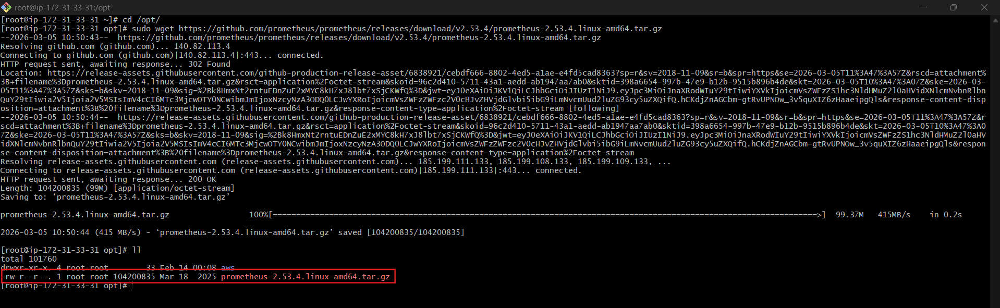 root@ip-172-31-33-31:/opt
[root@ip-172-31-33-31 ~]# cd /opt/
[root@ip-172-31-33-31 opt]# sudo wget https://github.com/prometheus/prometheus/releases/download/v2.53.4/prometheus-2.53.4.linux-amd64.tar.gz
--2026-03-05 10:50:43--  https://github.com/prometheus/prometheus/releases/download/v2.53.4/prometheus-2.53.4.linux-amd64.tar.gz
Resolving github.com (github.com)... 140.82.113.4
Connecting to github.com (github.com)|140.82.113.4|:443... connected.
HTTP request sent, awaiting response... 302 Found
Location: https://release-assets.githubusercontent.com/github-production-release-asset/6838921/cebdf666-8802-4ed5-a1ae-e4fd5cad8363?sp=r&sv=2018-11-09&sr=b&spr=https&se=2026-03-05T11%3A47%3A57Z&rscd=attachment%
3B+filename%3Dprometheus-2.53.4.linux-amd64.tar.gz&rsct=application%2Foctet-stream&skoid=96c2d410-5711-43a1-aedd-ab1947aa7ab0&sktid=398a6654-997b-47e9-b12b-9515b896b4de&skt=2026-03-05T10%3A47%3A07Z&ske=2026-03-
05T11%3A47%3A57Z&sks=b&skv=2018-11-09&sig=%2Bk8HmxNt2rntuEDnZuE2xMYC8kH7xJ8lbt7xSjCKWfQ%3D&jwt=
response-content-disp
osition=attachment%3B%20filename%3Dprometheus-2.53.4.linux-amd64.tar.gz&response-content-type=application%2Foctet-stream [following]
--2026-03-05 10:50:44--  https://release-assets.githubusercontent.com/github-production-release-asset/6838921/cebdf666-8802-4ed5-a1ae-e4fd5cad8363?sp=r&sv=2018-11-09&sr=b&spr=https&se=2026-03-05T11%3A47%3A57Z&r
scd=attachment%3B+filename%3Dprometheus-2.53.4.linux-amd64.tar.gz&rsct=application%2Foctet-stream&skoid=96c2d410-5711-43a1-aedd-ab1947aa7ab0&sktid=398a6654-997b-47e9-b12b-9515b896b4de&skt=2026-03-05T10%3A47%3A0
7Z&ske=2026-03-05T11%3A47%3A57Z&sks=b&skv=2018-11-09&sig=%2Bk8HmxNt2rntuEDnZuE2xMYC8kH7xJ8lbt7xSjCKWfQ%3D&jwt=
&respon
se-content-disposition=attachment%3B%20filename%3Dprometheus-2.53.4.linux-amd64.tar.gz&response-content-type=application%2Foctet-stream
Resolving release-assets.githubusercontent.com (release-assets.githubusercontent.com)... 185.199.111.133, 185.199.108.133, 185.199.109.133, ...
Connecting to release-assets.githubusercontent.com (release-assets.githubusercontent.com)|185.199.111.133|:443... connected.
HTTP request sent, awaiting response... 200 OK
Length: 104200835 (99M) [application/octet-stream]
Saving to: ‘prometheus-2.53.4.linux-amd64.tar.gz’
prometheus-2.53.4.linux-amd64.tar.gz                 100%[====================================================================================================================>]  99.37M   415MB/s    in 0.2s
2026-03-05 10:50:44 (415 MB/s) - ‘prometheus-2.53.4.linux-amd64.tar.gz’ saved [104200835/104200835]
[root@ip-172-31-33-31 opt]# ll
total 101760
drwxr-xr-x. 4 root root        33 Feb 14 00:08 aws
-rw-r--r--. 1 root root 104200835 Mar 18  2025 prometheus-2.53.4.linux-amd64.tar.gz
[root@ip-172-31-33-31 opt]#